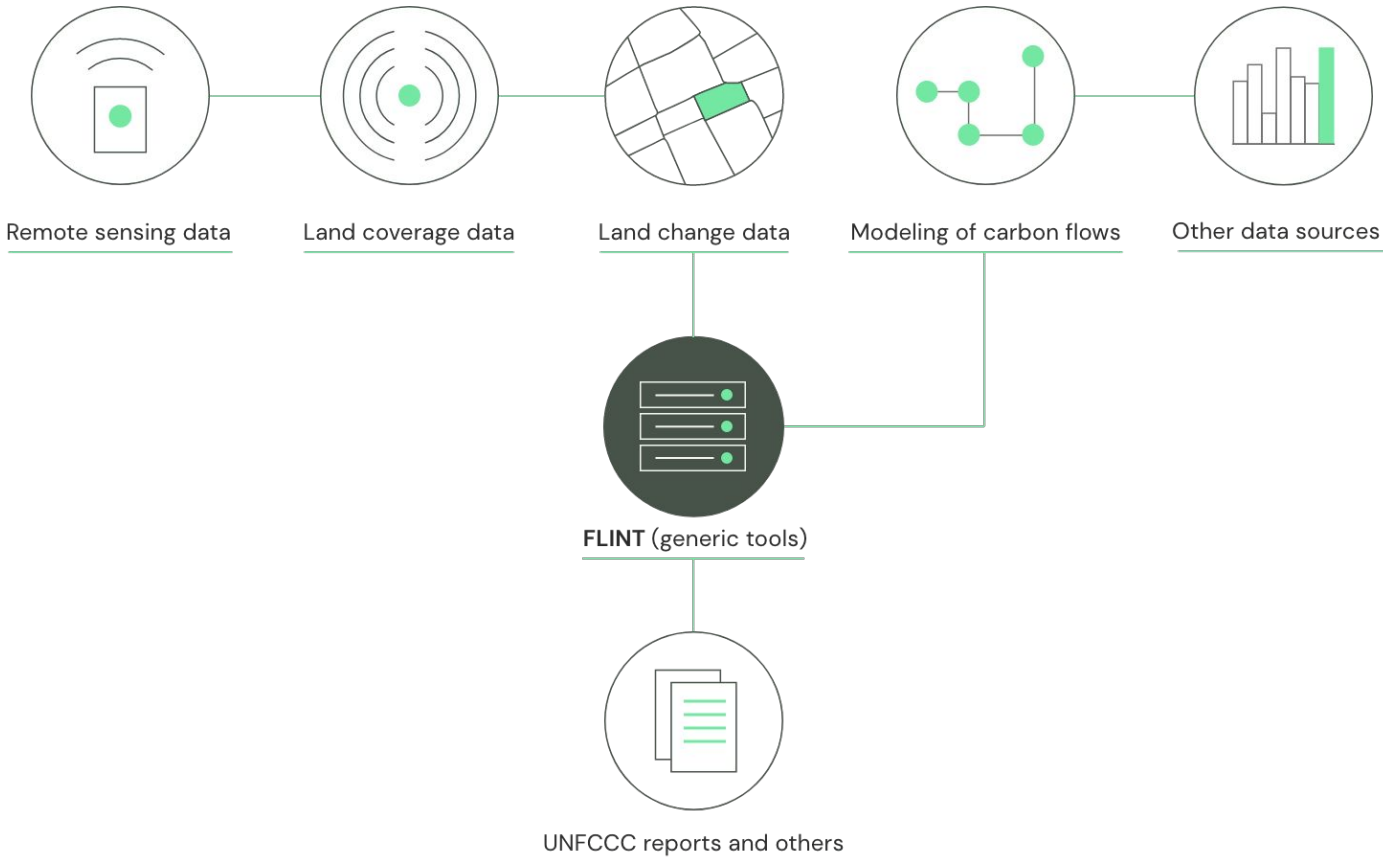 Remote sensing data
Land coverage data
Land change data
Modeling of carbon flows
Other data sources
FLINT (generic tools)
UNFCCC reports and others